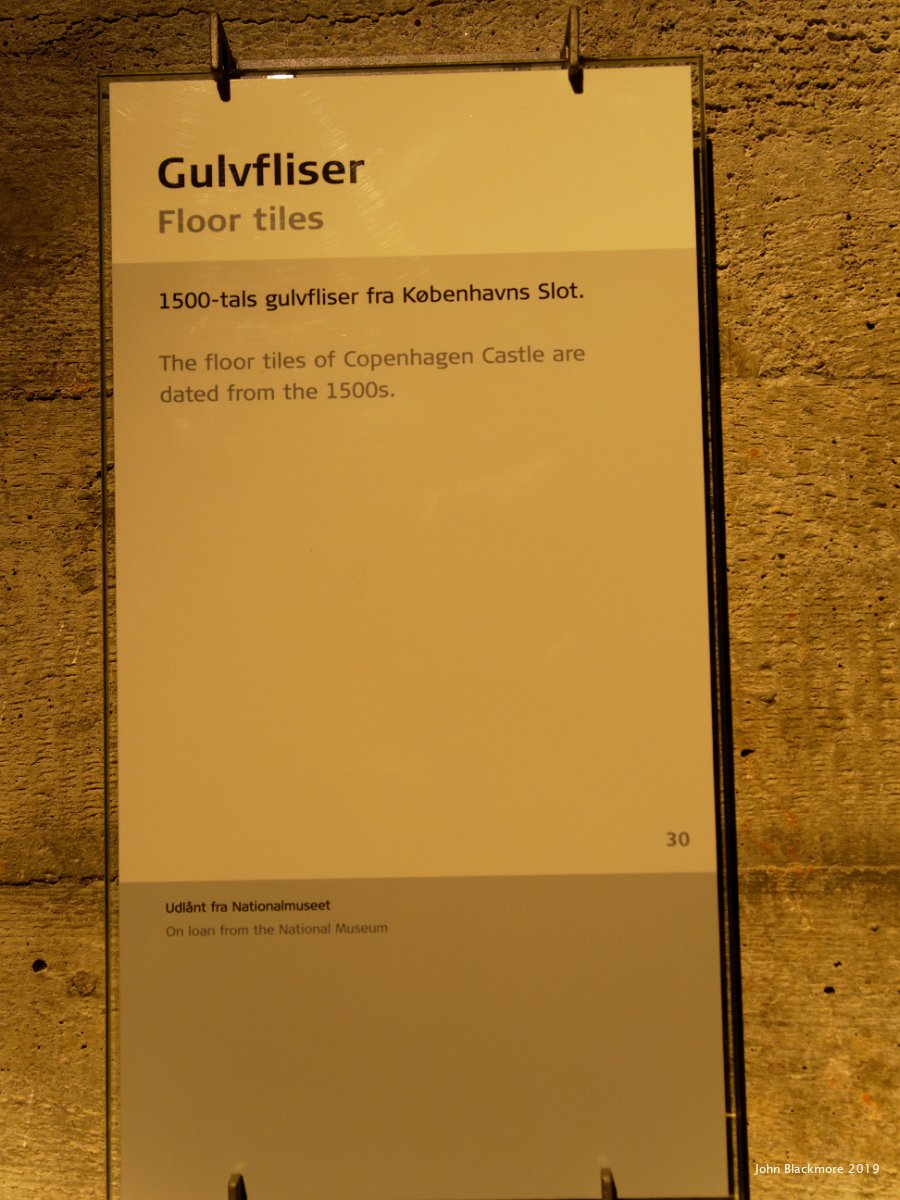 Gulvfliser
Floor tiles
1500-tals gulvfliser fra Københavns Slot.
The floor tiles of Copenhagen Castle are
dated from the 1500s.
30
Udlånt fra Nationalmuseet
On loan from the National Museum
John Blackmore 2019